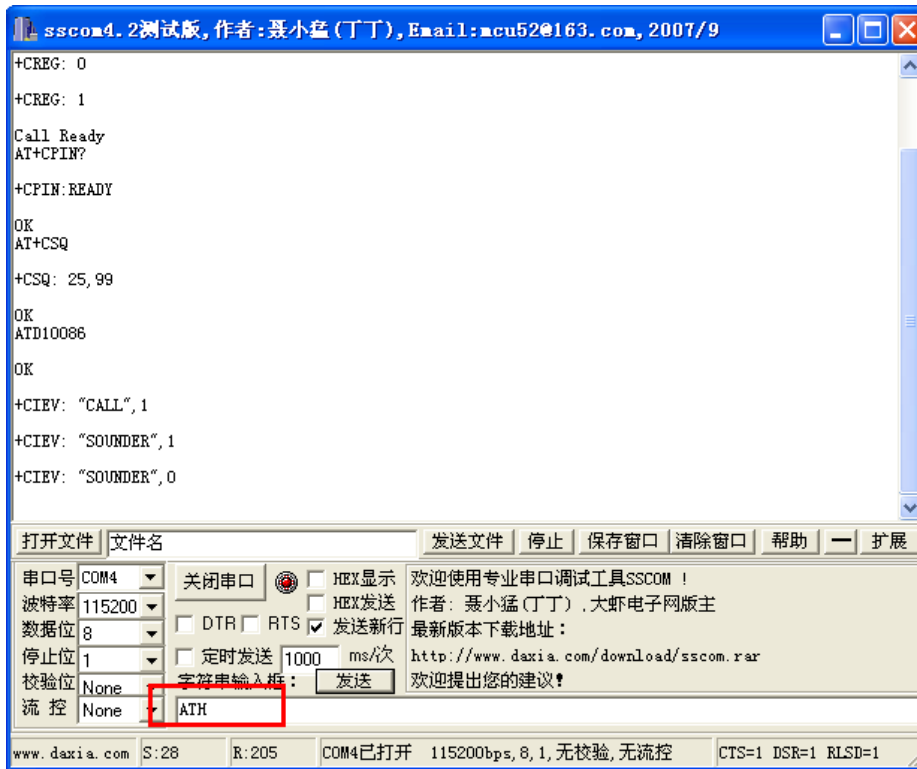 sscom4.2测试版,作者:聂小猛(丁丁),Email:mcu52@163.com,2007/9
+CREG: 0
+CREG: 1
Call Ready
AT+CPIN?
+CPIN:READY
OK
AT+CSQ
+CSQ: 25,99
OK
ATD10086
OK
+CIEV: "CALL",1
+CIEV: "SOUNDER",1
+CIEV: "SOUNDER",0
打开文件 文件名 发送文件 停止 保存窗口 清除窗口 帮助 — 扩展
串口号 COM4 关闭串口 HEX显示 欢迎使用专业串口调试工具SSCOM !
波特率 115200 HEX发送 作者: 聂小猛(丁丁),大虾电子网版主
数据位 8 DTR RTS 发送新行 最新版本下载地址:
停止位 1 定时发送 1000 ms/次 http://www.daxia.com/download/sscom.rar
校验位 None 字符串输入框: 发送 欢迎提出您的建议!
流 控 None ATH
www.daxia.com S:28 R:205 COM4已打开 115200bps,8,1,无校验,无流控 CTS=1 DSR=1 RLSD=1